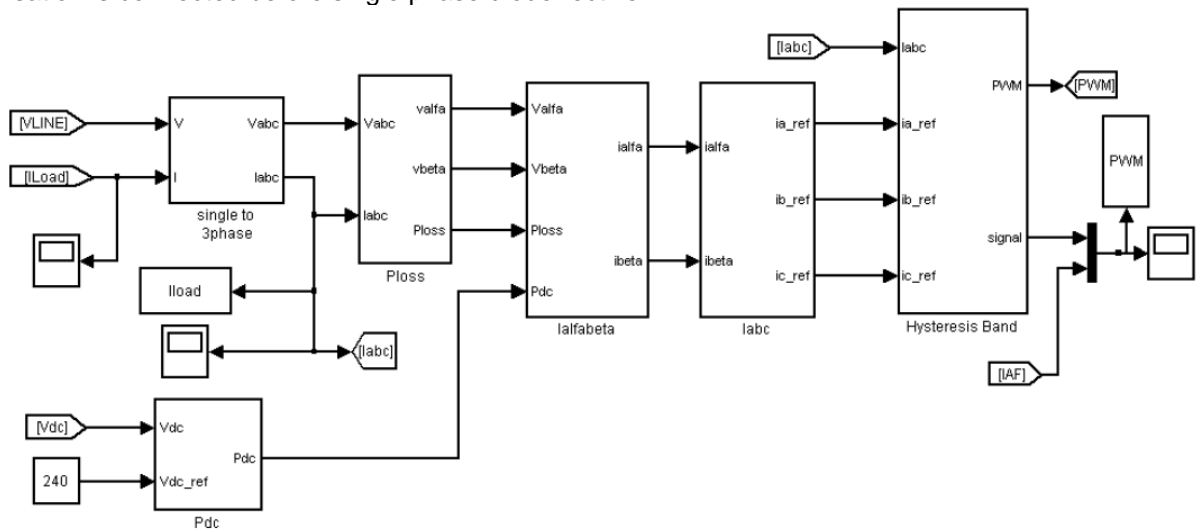 [Iabc]
Iabc
PWM
[PWM]
[VLINE]
V
Vabc
[ILoad]
I
Iabc
single to
3phase
Vabc
valfa
vbeta
Iabc
Ploss
Ploss
Valfa
Vbeta
Ploss
Pdc
ialfa
ibeta
Ialfabeta
ialfa
ibeta
ia_ref
ib_ref
ic_ref
Iabc
ia_ref
ib_ref
ic_ref
signal
Hysteresis Band
PWM
Iload
[Iabc]
[IAF]
[Vdc]
Vdc
240
Vdc_ref
Pdc
Pdc